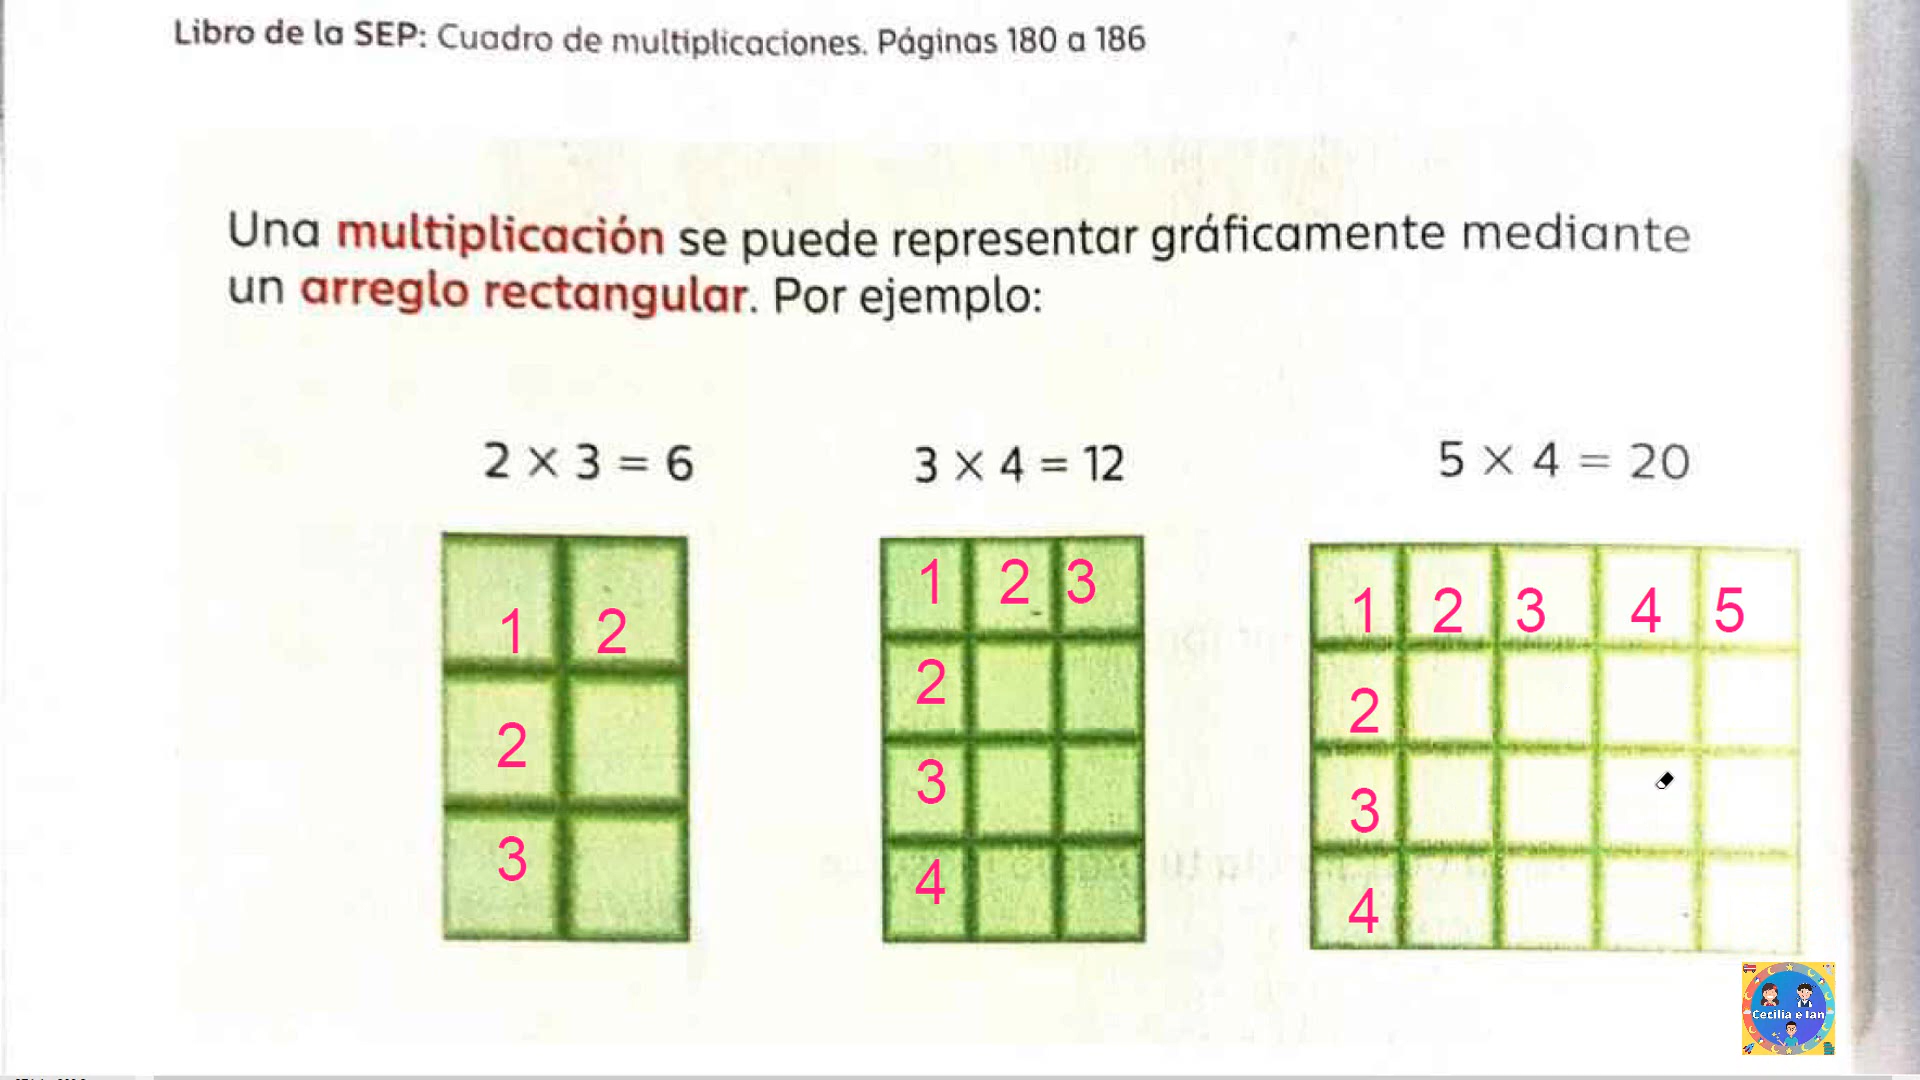 Libro de la SEP: Cuadro de multiplicaciones. Páginas 180 a 186
Una multiplicación se puede representar gráficamente mediante
un arreglo rectangular. Por ejemplo:
2 × 3 = 6
3 × 4 = 12
5 × 4 = 20
1 2
2
3
1 2 3
2
3
4
1 2 3 4 5
2
3
4
Cecilia e Ian